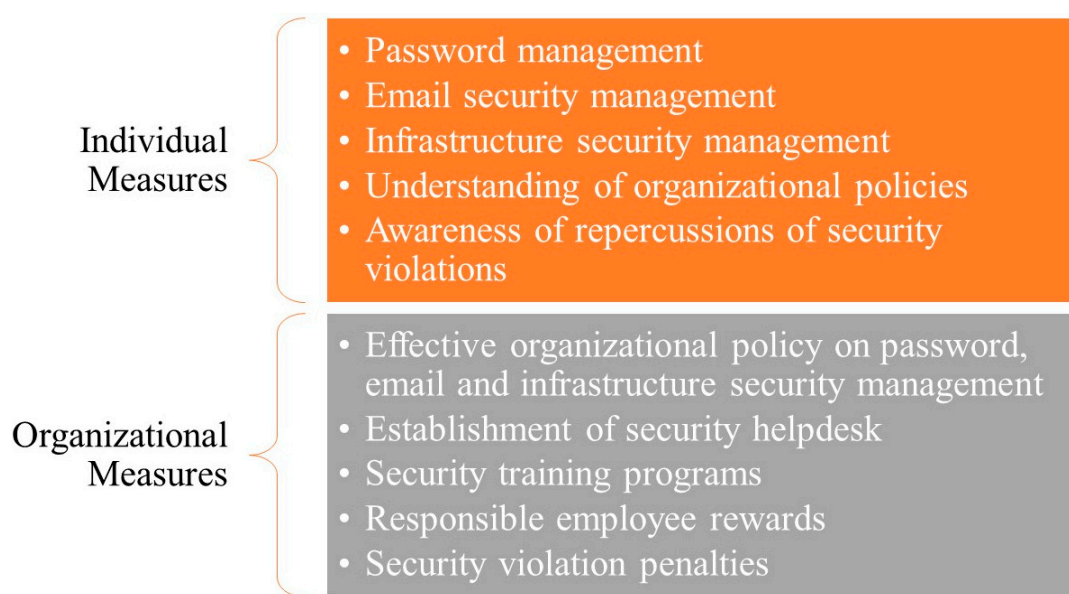 Individual
Measures
• Password management
• Email security management
• Infrastructure security management
• Understanding of organizational policies
• Awareness of repercussions of security
violations
Organizational
Measures
• Effective organizational policy on password,
email and infrastructure security management
• Establishment of security helpdesk
• Security training programs
• Responsible employee rewards
• Security violation penalties